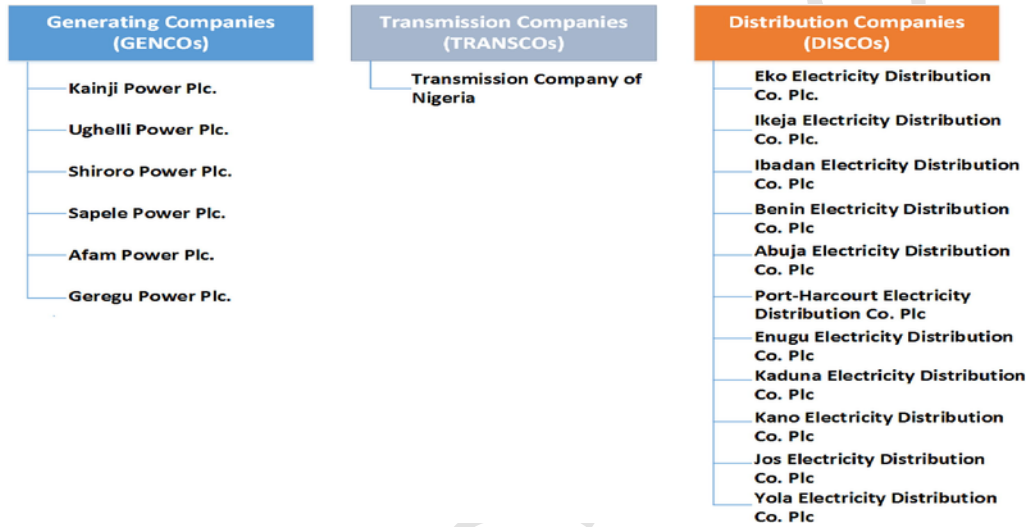 Generating Companies
(GENCOs)
Kainji Power Plc.
Ughelli Power Plc.
Shiroro Power Plc.
Sapele Power Plc.
Afam Power Plc.
Geregu Power Plc.
Transmission Companies
(TRANSCOs)
Transmission Company of
Nigeria
Distribution Companies
(DISCOs)
Eko Electricity Distribution
Co. Plc.
Ikeja Electricity Distribution
Co. Plc.
Ibadan Electricity Distribution
Co. Plc
Benin Electricity Distribution
Co. Plc
Abuja Electricity Distribution
Co. Plc
Port-Harcourt Electricity
Distribution Co. Plc
Enugu Electricity Distribution
Co. Plc
Kaduna Electricity Distribution
Co. Plc
Kano Electricity Distribution
Co. Plc
Jos Electricity Distribution
Co. Plc
Yola Electricity Distribution
Co. Plc